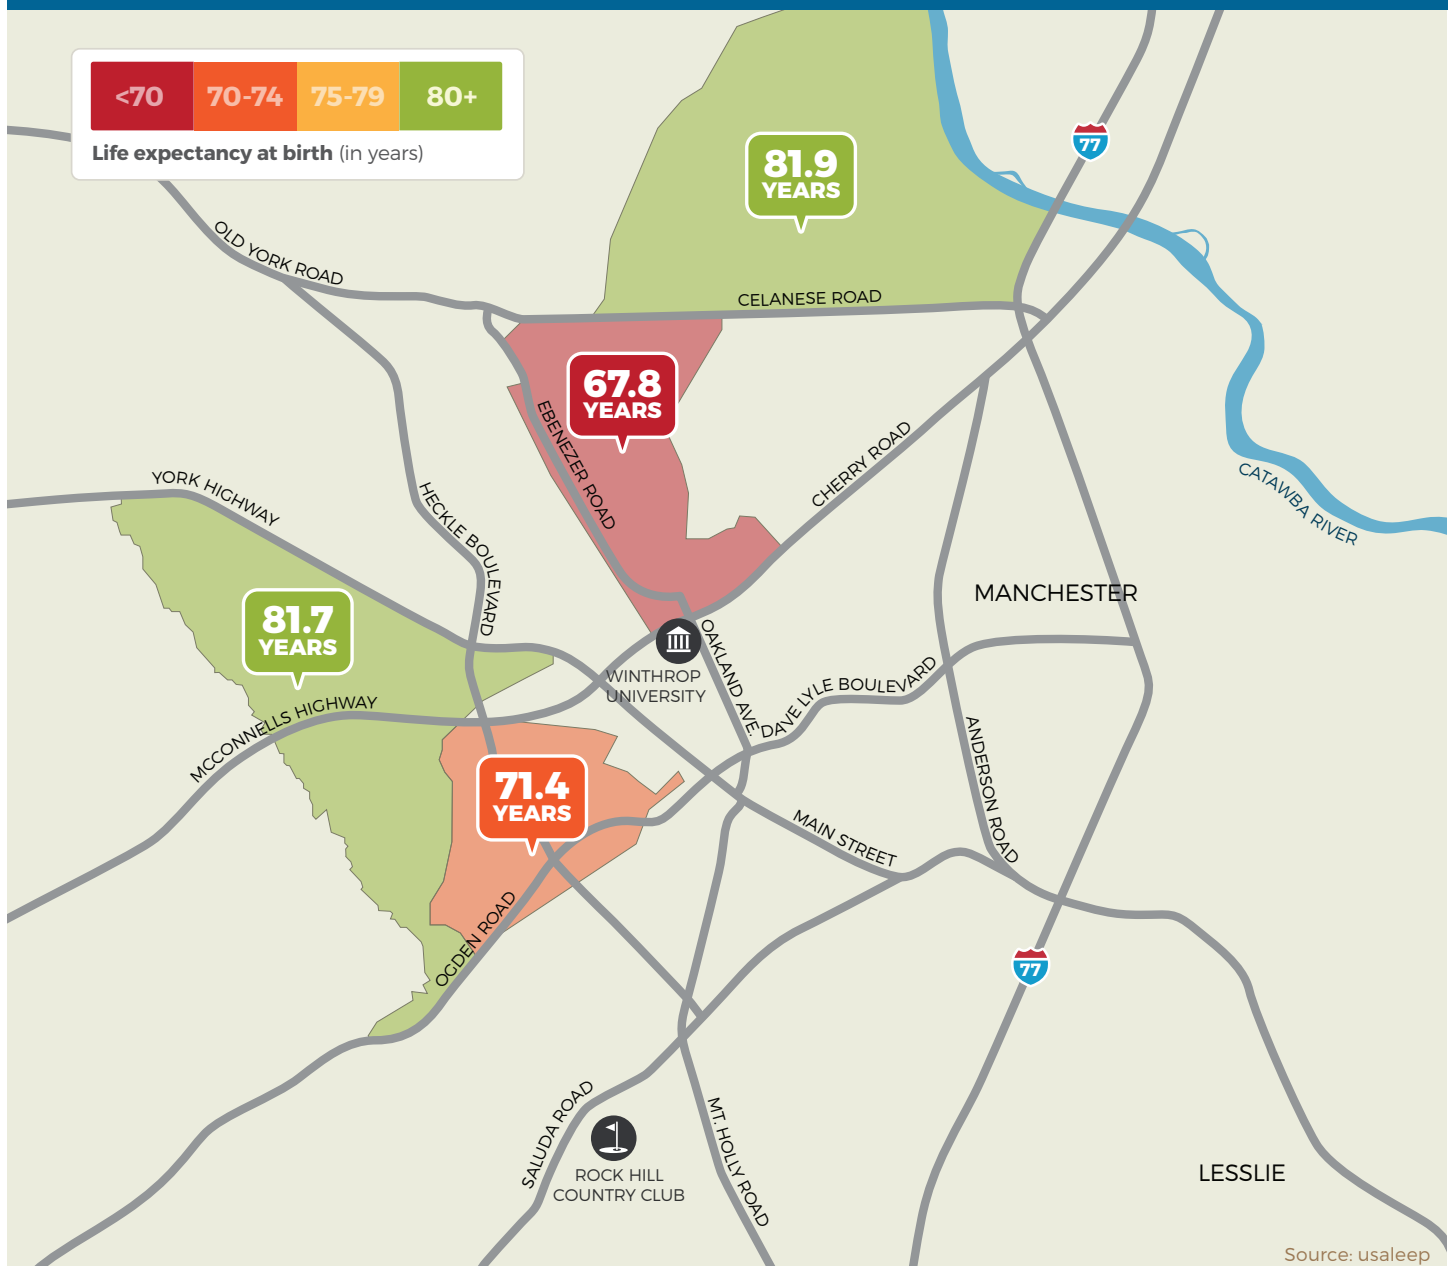 <70 70-74 75-79 80+
Life expectancy at birth (in years)
81.9
YEARS
77
OLD YORK ROAD
CELANESE ROAD
67.8
YEARS
EBENEZER ROAD
CHERRY ROAD
CATAWBA RIVER
YORK HIGHWAY
HECKLE BOULEVARD
MANCHESTER
81.7
YEARS
WINTHROP
UNIVERSITY
OAKLAND AVE.
DAVE LYLE BOULEVARD
MCCONNELLS HIGHWAY
ANDERSON ROAD
71.4
YEARS
MAIN STREET
OGDEN ROAD
77
SALUDA ROAD
MT. HOLLY ROAD
ROCK HILL
COUNTRY CLUB
LESSLIE
Source: usaleep